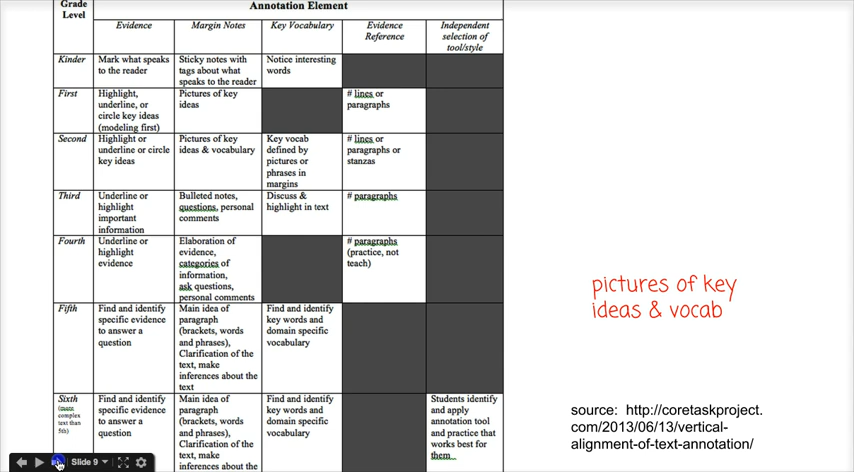 Grade
Level
Annotation Element
Evidence
Margin Notes
Key Vocabulary
Evidence
Reference
Independent
selection of
tool/style
Kinder
Mark what speaks
to the reader
Sticky notes with
tags about what
speaks to the reader
Notice interesting
words
First
Highlight,
underline, or
circle key ideas
(modeling first)
Pictures of key
ideas
# lines or
paragraphs
Second
Highlight or
underline or circle
key ideas
Pictures of key
ideas & vocabulary
Key vocab
defined by
pictures or
phrases in
margins
# lines or
paragraphs or
stanzas
Third
Underline or
highlight
important
information
Bulleted notes,
questions, personal
comments
Discuss &
highlight in text
# paragraphs
Fourth
Underline or
highlight
evidence
Elaboration of
evidence,
categories of
information,
ask questions,
personal comments
# paragraphs
(practice, not
teach)
Fifth
Find and identify
specific evidence
to answer a
question
Main idea of
paragraph
(brackets, words
and phrases),
Clarification of the
text, make
inferences about the
text
Find and identify
key words and
domain specific
vocabulary
Sixth
(more
complex
text than
5th)
Find and identify
specific evidence
to answer a
question
Main idea of
paragraph
(brackets, words
and phrases),
Clarification of the
text, make
inferences about the
Find and identify
key words and
domain specific
vocabulary
Students identify
and apply
annotation tool
and practice that
works best for
them
pictures of key
ideas & vocab
source: http://coretaskproject.
com/2013/06/13/vertical-
alignment-of-text-annotation/
Slide 9